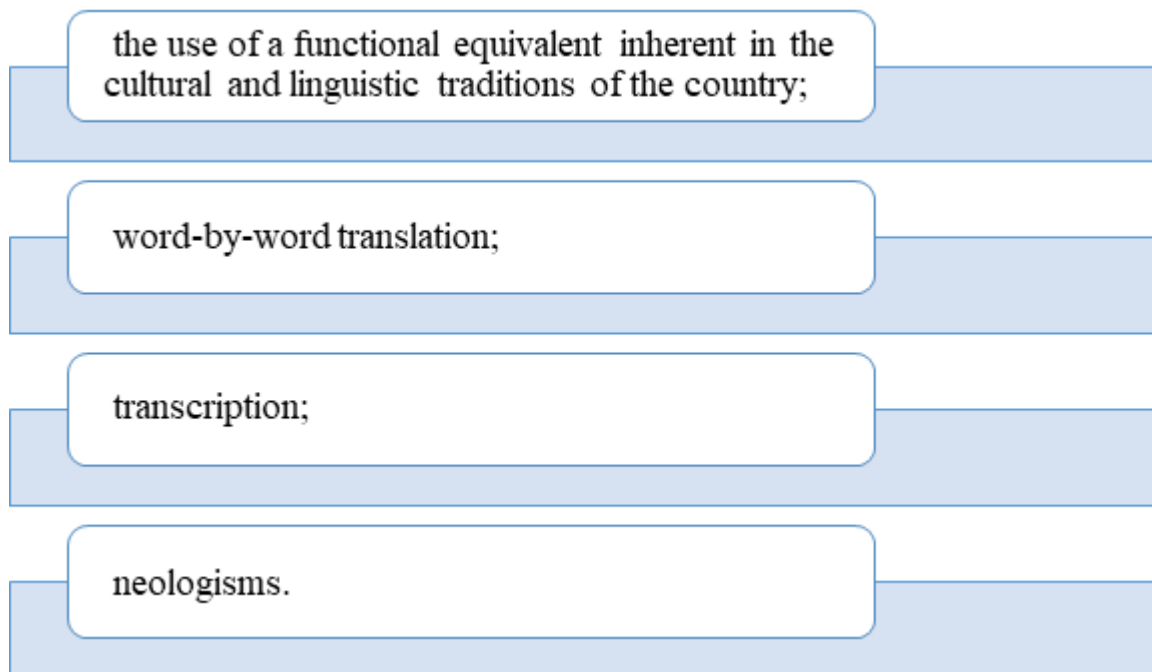 the use of a functional equivalent inherent in the
cultural and linguistic traditions of the country;
word-by-word translation;
transcription;
neologisms.